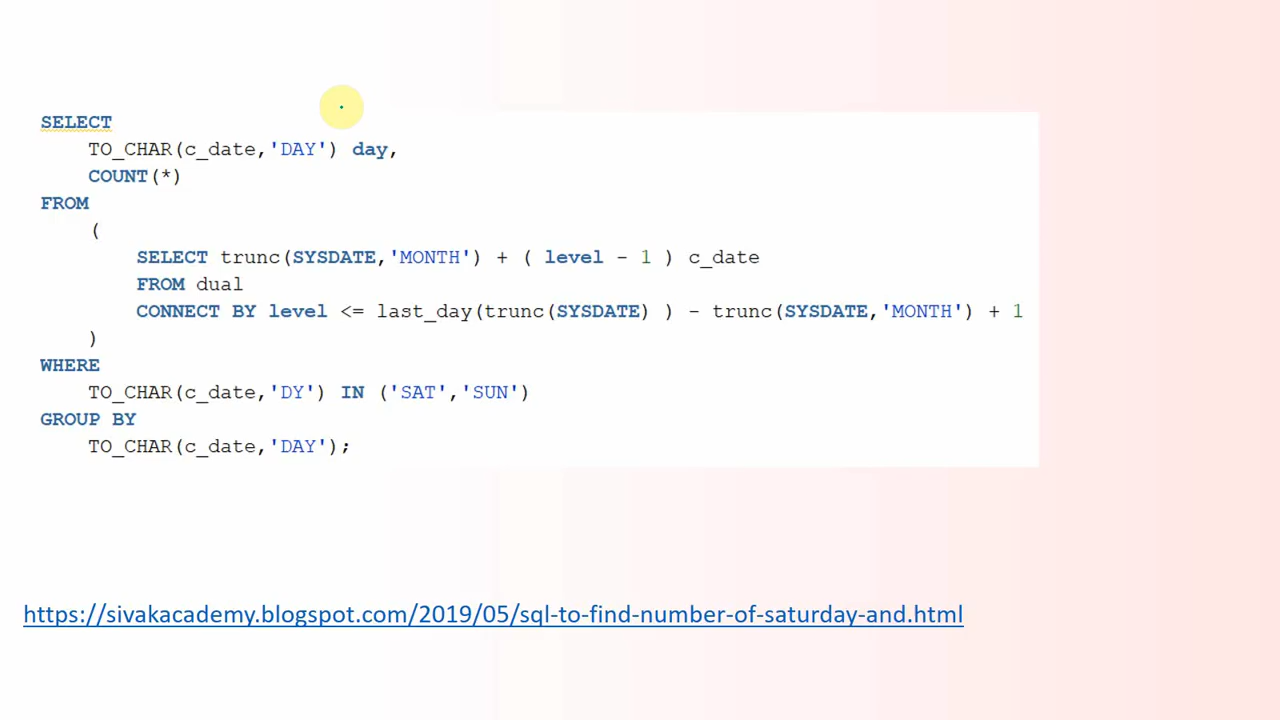 SELECT
TO_CHAR(c_date,'DAY') day,
COUNT(*)
FROM
(
SELECT trunc(SYSDATE,'MONTH') + ( level - 1 ) c_date
FROM dual
CONNECT BY level <= last_day(trunc(SYSDATE) ) - trunc(SYSDATE,'MONTH') + 1
)
WHERE
TO_CHAR(c_date,'DY') IN ('SAT','SUN')
GROUP BY
TO_CHAR(c_date,'DAY');
https://sivakacademy.blogspot.com/2019/05/sql-to-find-number-of-saturday-and.html